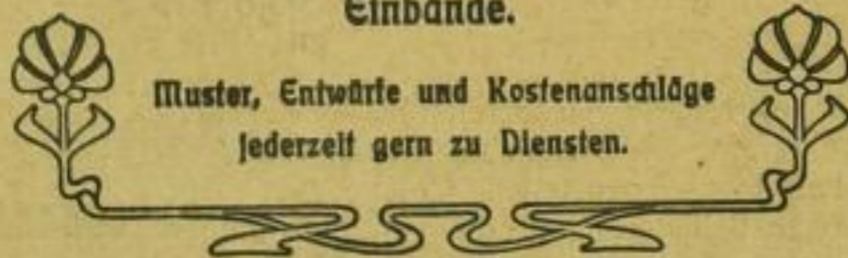 Einbände.
Muster, Entwürfe und Kostenanschläge
jederzeit gern zu Diensten.